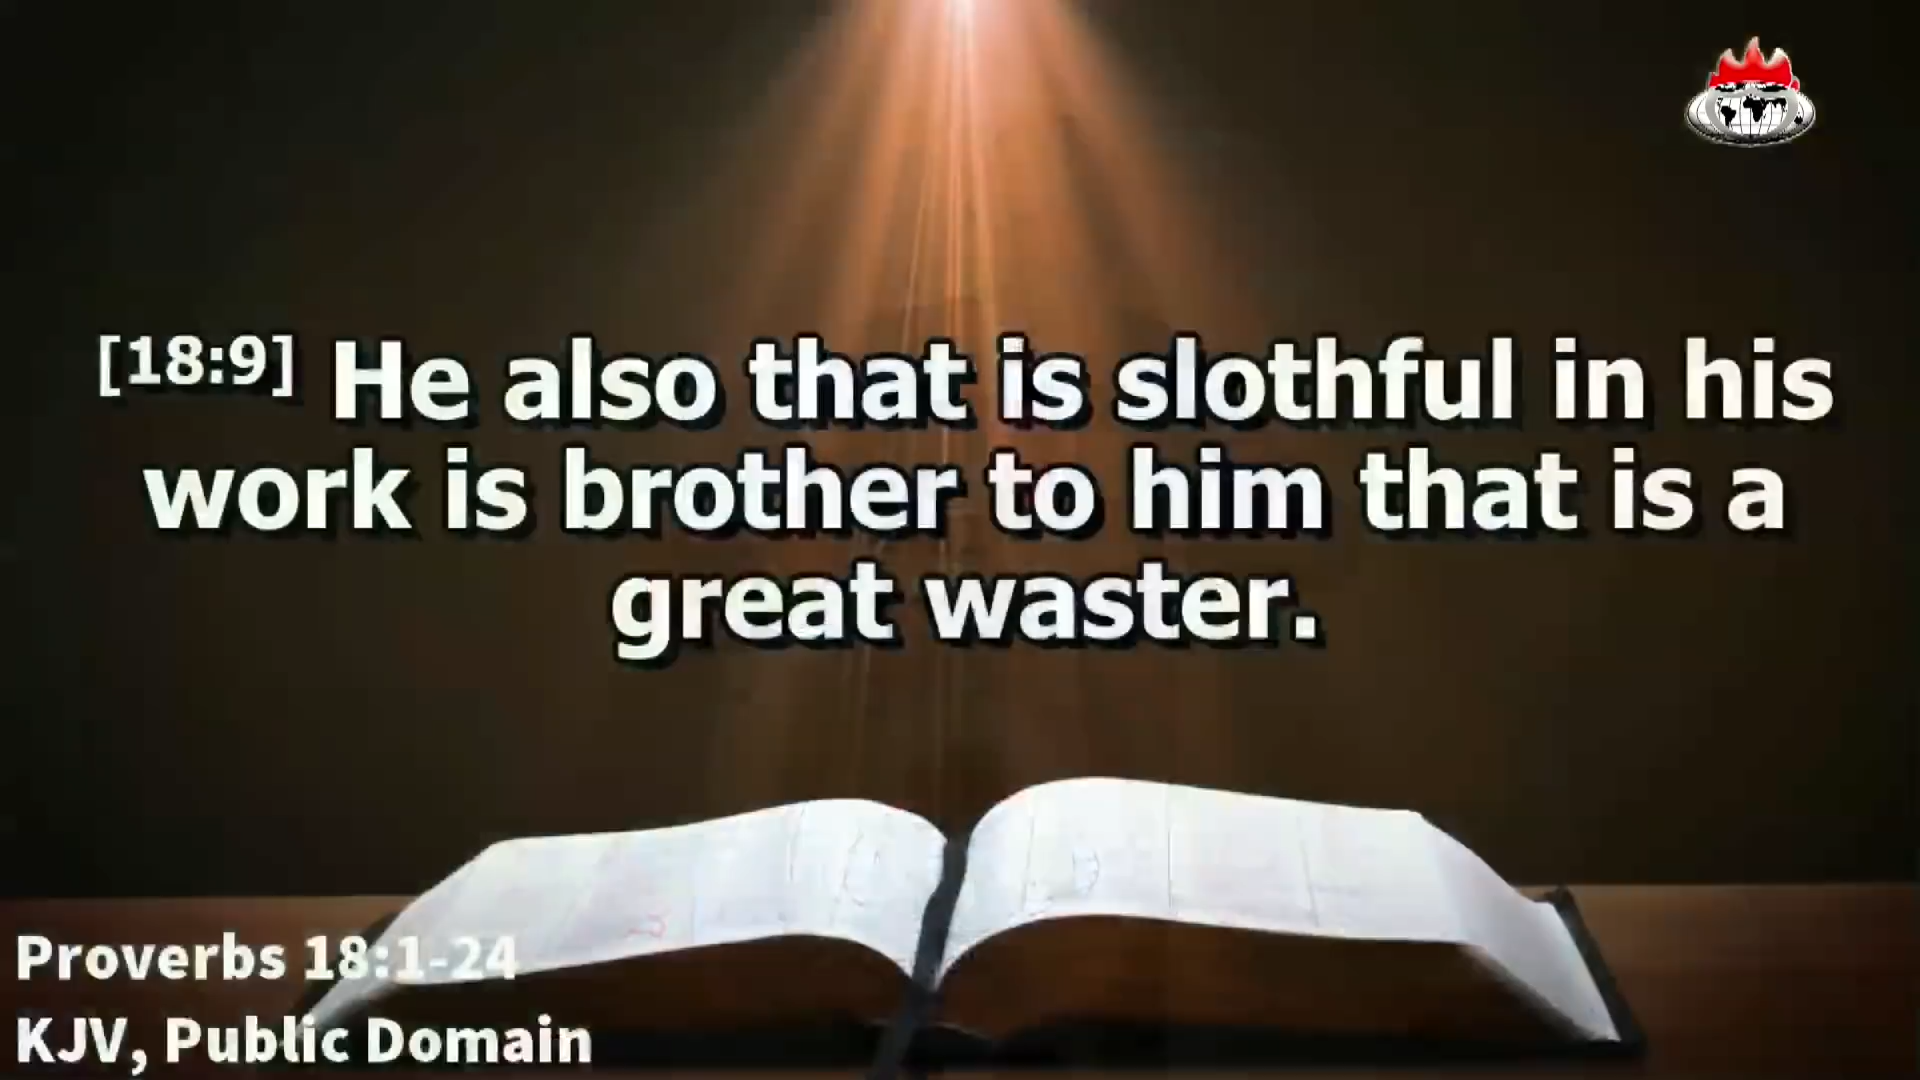 [18:9] He also that is slothful in his
work is brother to him that is a
great waster.
Proverbs 18:1-24
KJV, Public Domain